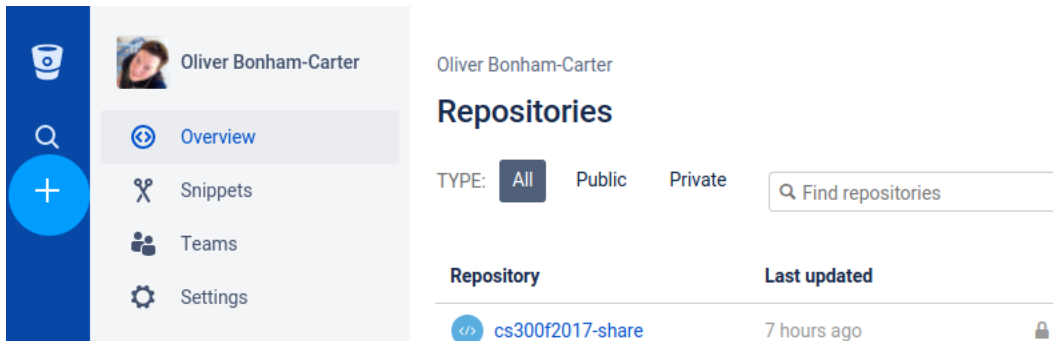 Oliver Bonham-Carter
Overview
Snippets
Teams
Settings
Oliver Bonham-Carter
Repositories
TYPE: All Public Private Find repositories
Repository Last updated
cs300f2017-share 7 hours ago